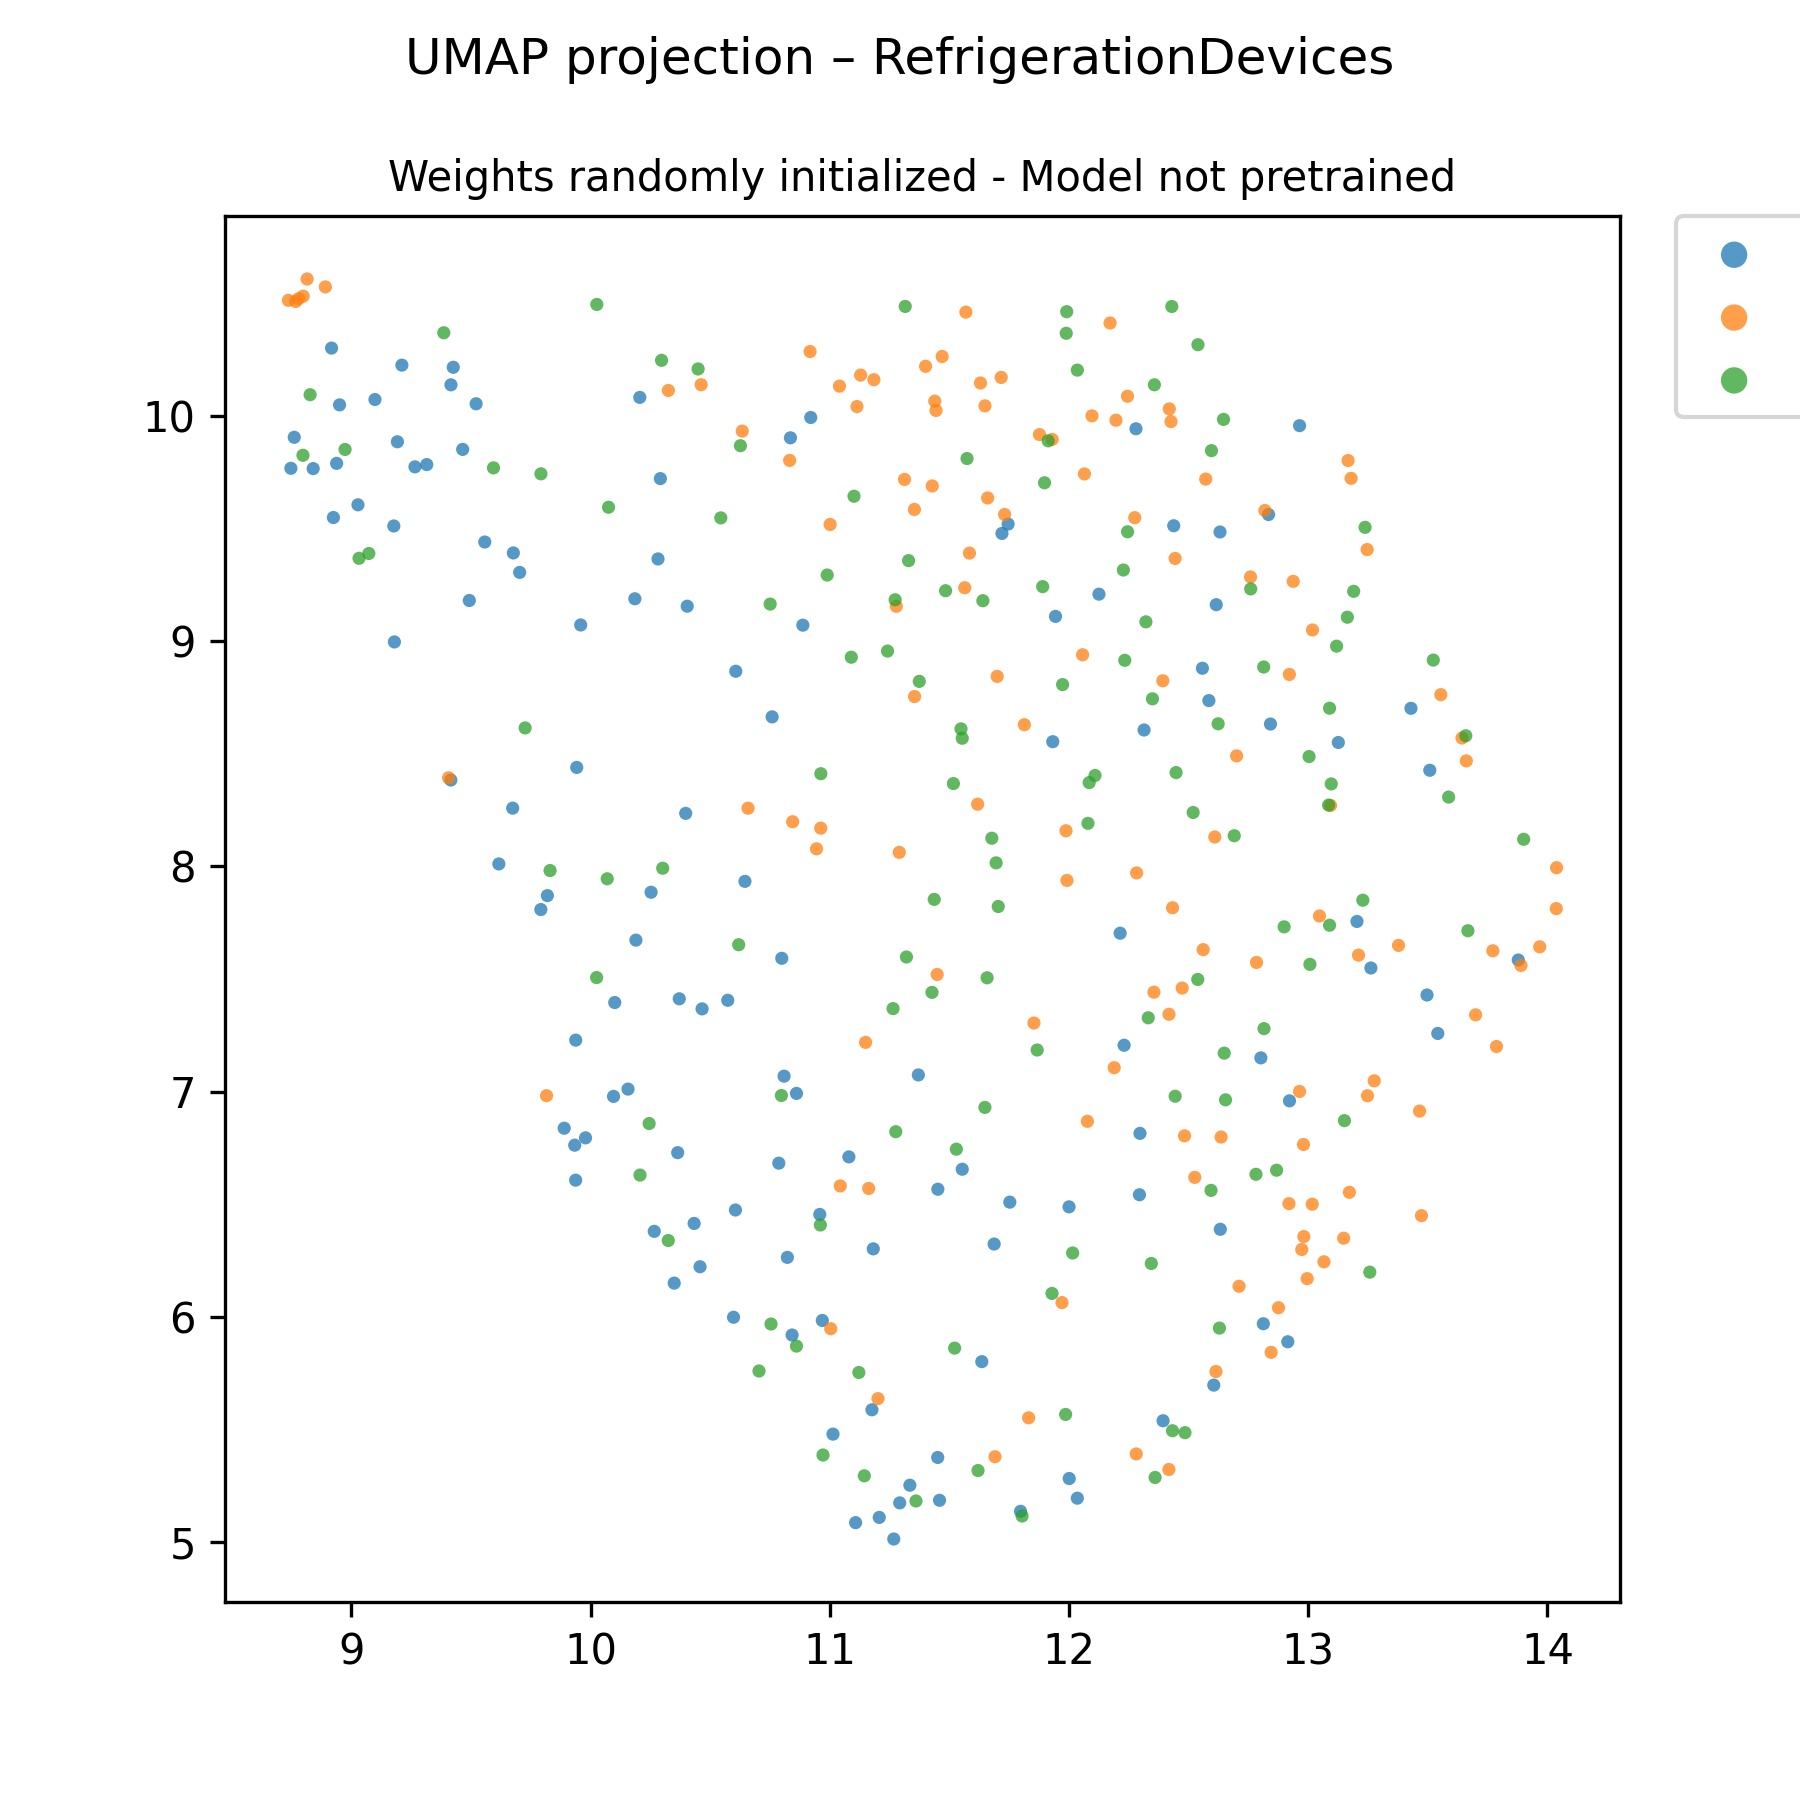 UMAP projection – RefrigerationDevices
Weights randomly initialized - Model not pretrained
10
9
8
7
6
5
9 10 11 12 13 14